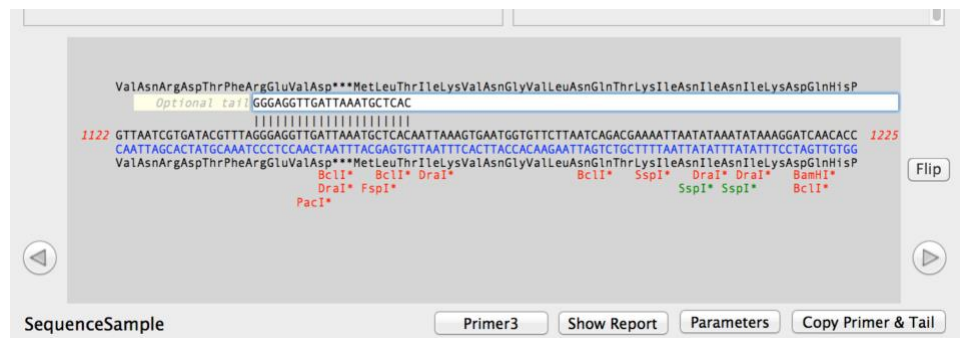 ValAsnArgAspThrPheArgGluValAsp***MetLeuThrIleLysValAsnGlyValLeuAsnGlnThrLysIleAsnIleAsnIleLysAspGlnHisP
Optional tail GGGAGGTTGATTAAATGCTCAC
||||||||||||||||||||||
1122 GTTAATCGTGATACGTTTAGGGAGGTTGATTAAATGCTCACAATTAAAGTGAATGGTGTTCTTAATCAGACGAAAATTAATATAAATATAAAGGATCAACACC 1225
CAATTAGCACTATGCAAATCCCTCCAACTAATTTACGAGTGTTAATTTCACTTACCACAAGAATTAGTCTGCTTTTAATTATATTTATATTTCCTAGTTGTGG
ValAsnArgAspThrPheArgGluValAsp***MetLeuThrIleLysValAsnGlyValLeuAsnGlnThrLysIleAsnIleAsnIleLysAspGlnHisP
BclI* BclI* DraI* BclI* SspI* DraI* DraI* BamHI*
DraI* FspI* SspI* SspI* BclI*
PacI*
Flip
SequenceSample Primer3 Show Report Parameters Copy Primer & Tail